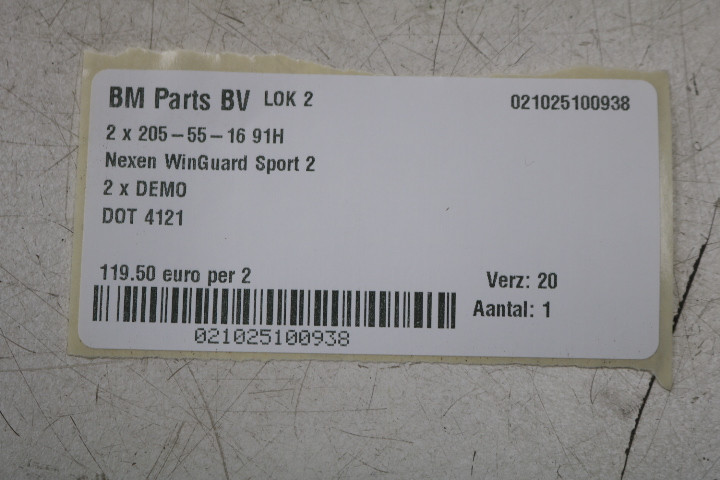 BM Parts BV LOK 2 021025100938
2 x 205-55-16 91H
Nexen WinGuard Sport 2
2 x DEMO
DOT 4121
119.50 euro per 2 Verz: 20
Aantal: 1
021025100938